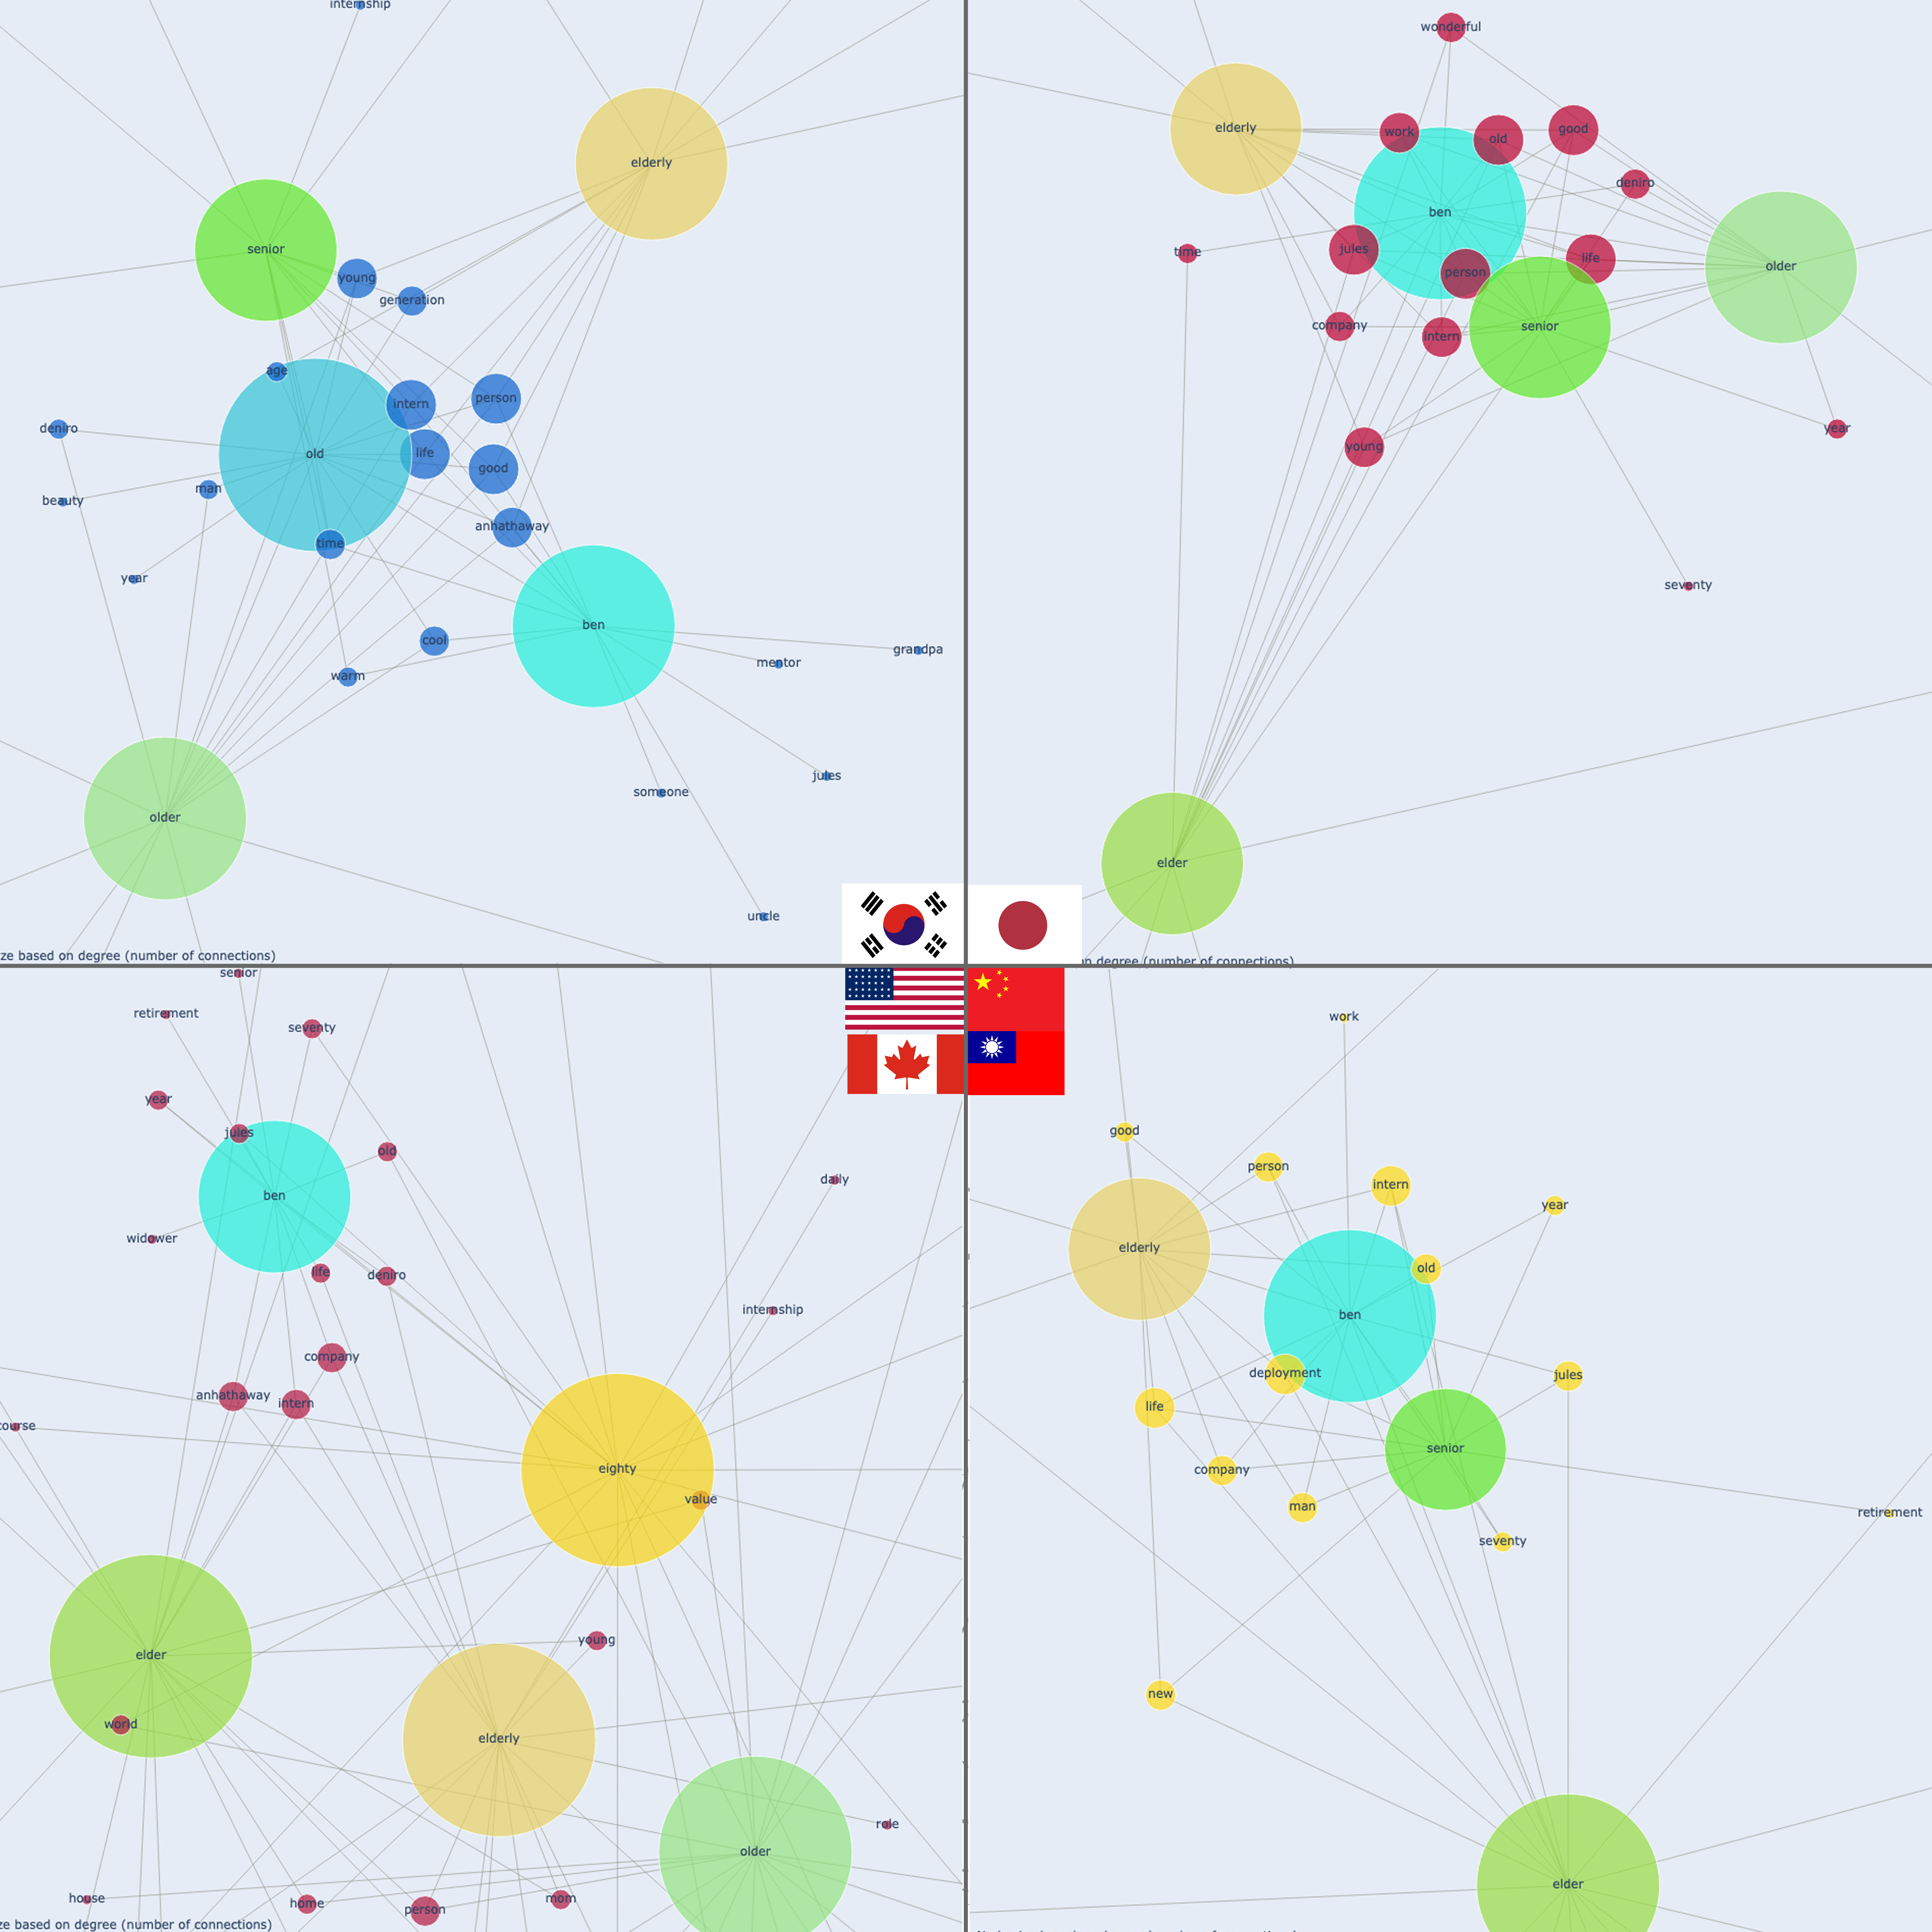 internship
elderly
senior
young
generation
age
intern
person
deniro
old
life
good
beauty
man
anhathaway
time
year
ben
cool
grandpa
mentor
warm
jules
someone
older
uncle
ze based on degree (number of connections)
wonderful
elderly
work
old
good
deniro
ben
time
jules
life
person
older
company
senior
intern
year
young
seventy
elder
n degree (number of connections)
senior
retirement
seventy
year
jules
old
daily
ben
widower
life
deniro
internship
company
anhathaway
intern
course
eighty
value
young
elder
world
elderly
role
older
house
home
mom
person
ze based on degree (number of connections)
work
good
person
intern
year
elderly
old
ben
deployment
jules
life
senior
company
man
retirement
seventy
new
elder